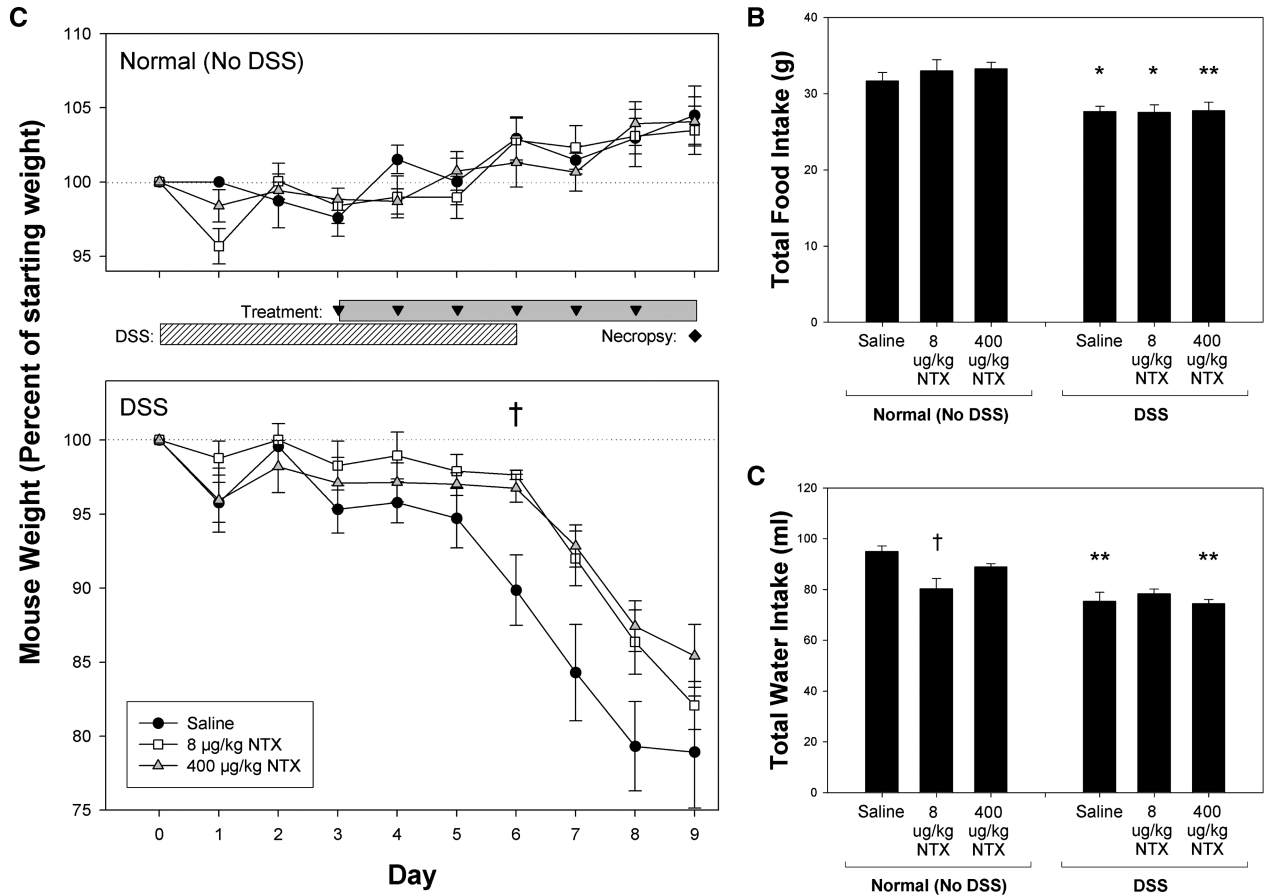 C
Mouse Weight (Percent of starting weight)
110
105
100
95
Normal (No DSS)
Treatment:
DSS:
Necropsy:
DSS
†
100
95
90
85
80
75
Saline
8 µg/kg NTX
400 µg/kg NTX
0 1 2 3 4 5 6 7 8 9
Day
B
Total Food Intake (g)
40
30
20
10
0
* * **
Saline 8 400 Saline 8 400
ug/kg ug/kg ug/kg ug/kg
NTX NTX NTX NTX
Normal (No DSS) DSS
C
Total Water Intake (ml)
120
100
80
60
40
20
0
† ** **
Saline 8 400 Saline 8 400
ug/kg ug/kg ug/kg ug/kg
NTX NTX NTX NTX
Normal (No DSS) DSS